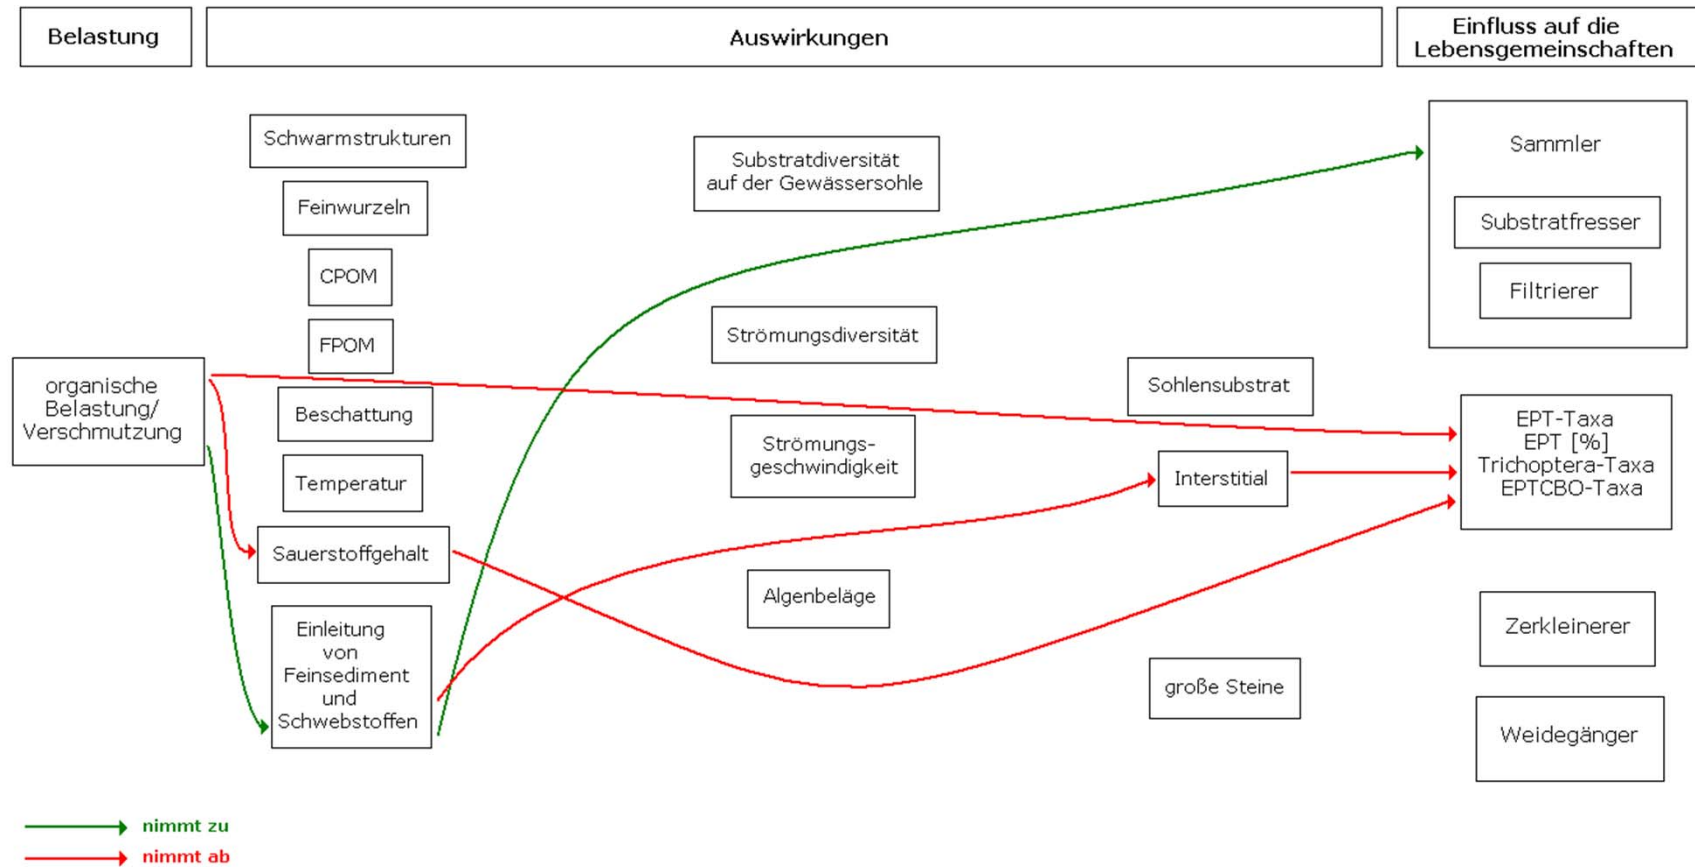 Belastung
Auswirkungen
Einfluss auf die
Lebensgemeinschaften
Schwarmstrukturen
Feinwurzeln
CPOM
FPOM
Beschattung
Temperatur
Sauerstoffgehalt
Einleitung
von
Feinsediment
und
Schwebstoffen
organische
Belastung/
Verschmutzung
Substratdiversität
auf der Gewässersohle
Strömungsdiversität
Strömungs-
geschwindigkeit
Algenbeläge
Sohlensubstrat
Interstitial
große Steine
Sammler
Substratfresser
Filtrierer
EPT-Taxa
EPT [%]
Trichoptera-Taxa
EPTCBO-Taxa
Zerkleinerer
Weidegänger
nimmt zu
nimmt ab